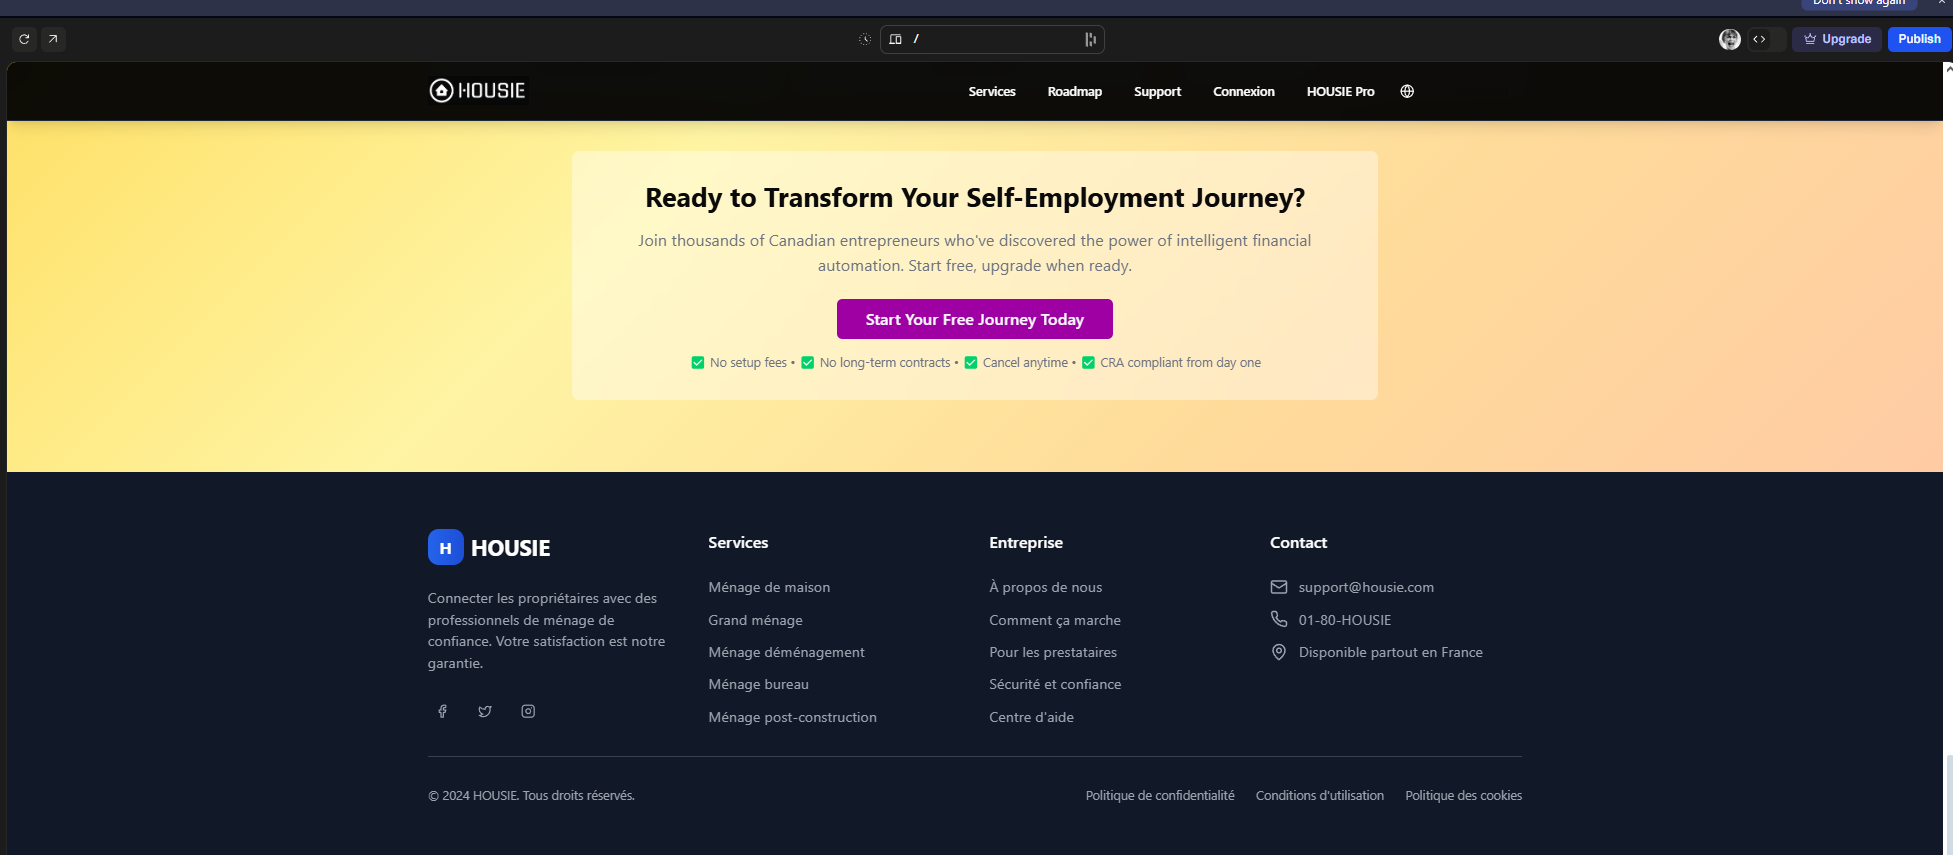 Don't show again
/
Upgrade
Publish
HOUSIE
Services
Roadmap
Support
Connexion
HOUSIE Pro
Ready to Transform Your Self-Employment Journey?
Join thousands of Canadian entrepreneurs who've discovered the power of intelligent financial
automation. Start free, upgrade when ready.
Start Your Free Journey Today
✅ No setup fees • ✅ No long-term contracts • ✅ Cancel anytime • ✅ CRA compliant from day one
H HOUSIE
Connecter les propriétaires avec des
professionnels de ménage de
confiance. Votre satisfaction est notre
garantie.
Services
Ménage de maison
Grand ménage
Ménage déménagement
Ménage bureau
Ménage post-construction
Entreprise
À propos de nous
Comment ça marche
Pour les prestataires
Sécurité et confiance
Centre d'aide
Contact
support@housie.com
01-80-HOUSIE
Disponible partout en France
© 2024 HOUSIE. Tous droits réservés.
Politique de confidentialité
Conditions d'utilisation
Politique des cookies